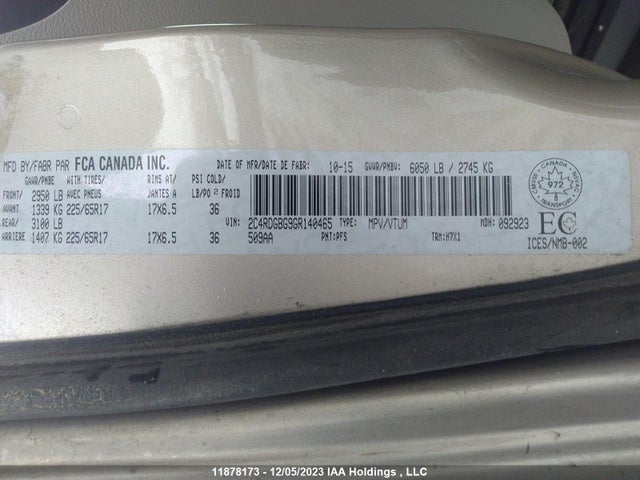 MFD BY/FABR PAR FCA CANADA INC. DATE OF MFR/DATE DE FABR: 10-15 GVWR/PNBV: 6050 LB / 2745 KG
GAWR/PNBE WITH TIRES/ RIMS AT/ PSI COLD/
FRONT/ 2950 LB AVEC PNEUS JANTES A LB/PO² FROID
AVANT 1339 KG 225/65R17 17X6.5 36
REAR/ 3100 LB VIN: 2C4RDGBG9GR140465 TYPE: MPV/VTUM MDH: 092923
ARRIERE 1407 KG 225/65R17 17X6.5 36 509AA PNT:PFS TRM:H7X1
CANADA
972
EC
ICES/NMB-002
11878173 - 12/05/2023 IAA Holdings , LLC